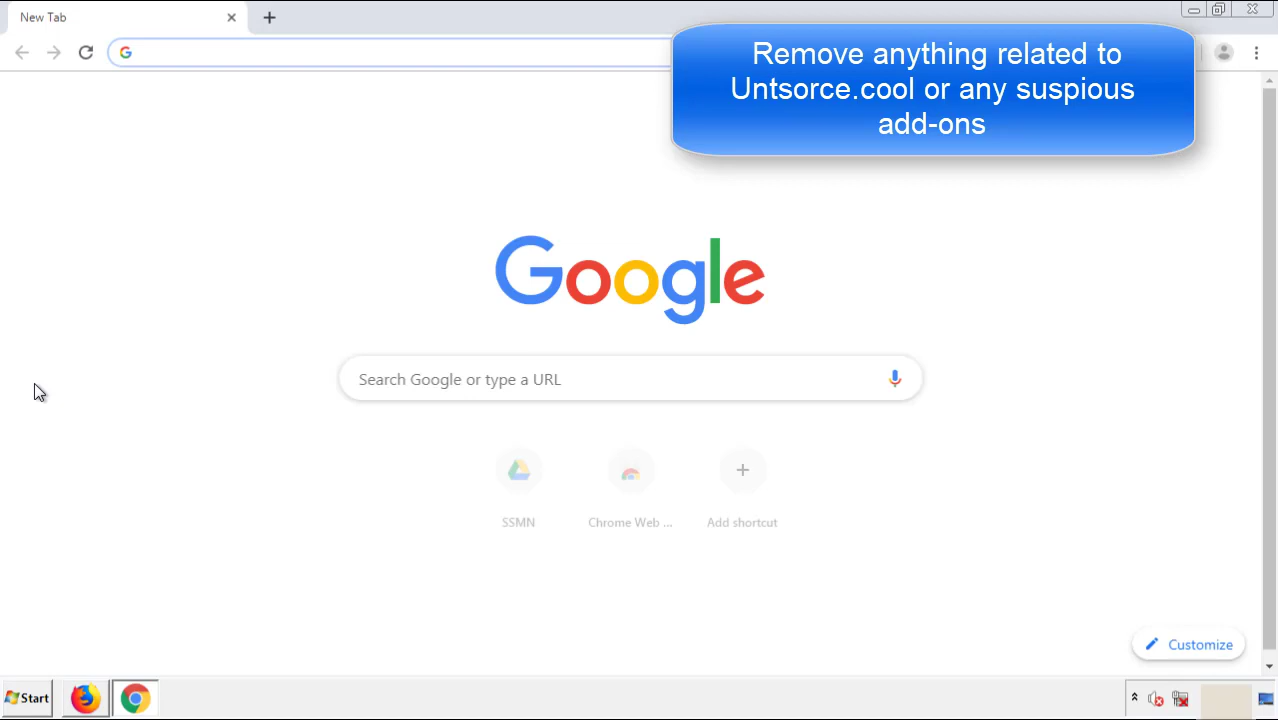 New Tab
Remove anything related to
Untsorce.cool or any suspious
add-ons
Google
Search Google or type a URL
SSMN
Chrome Web ...
Add shortcut
Customize
Start